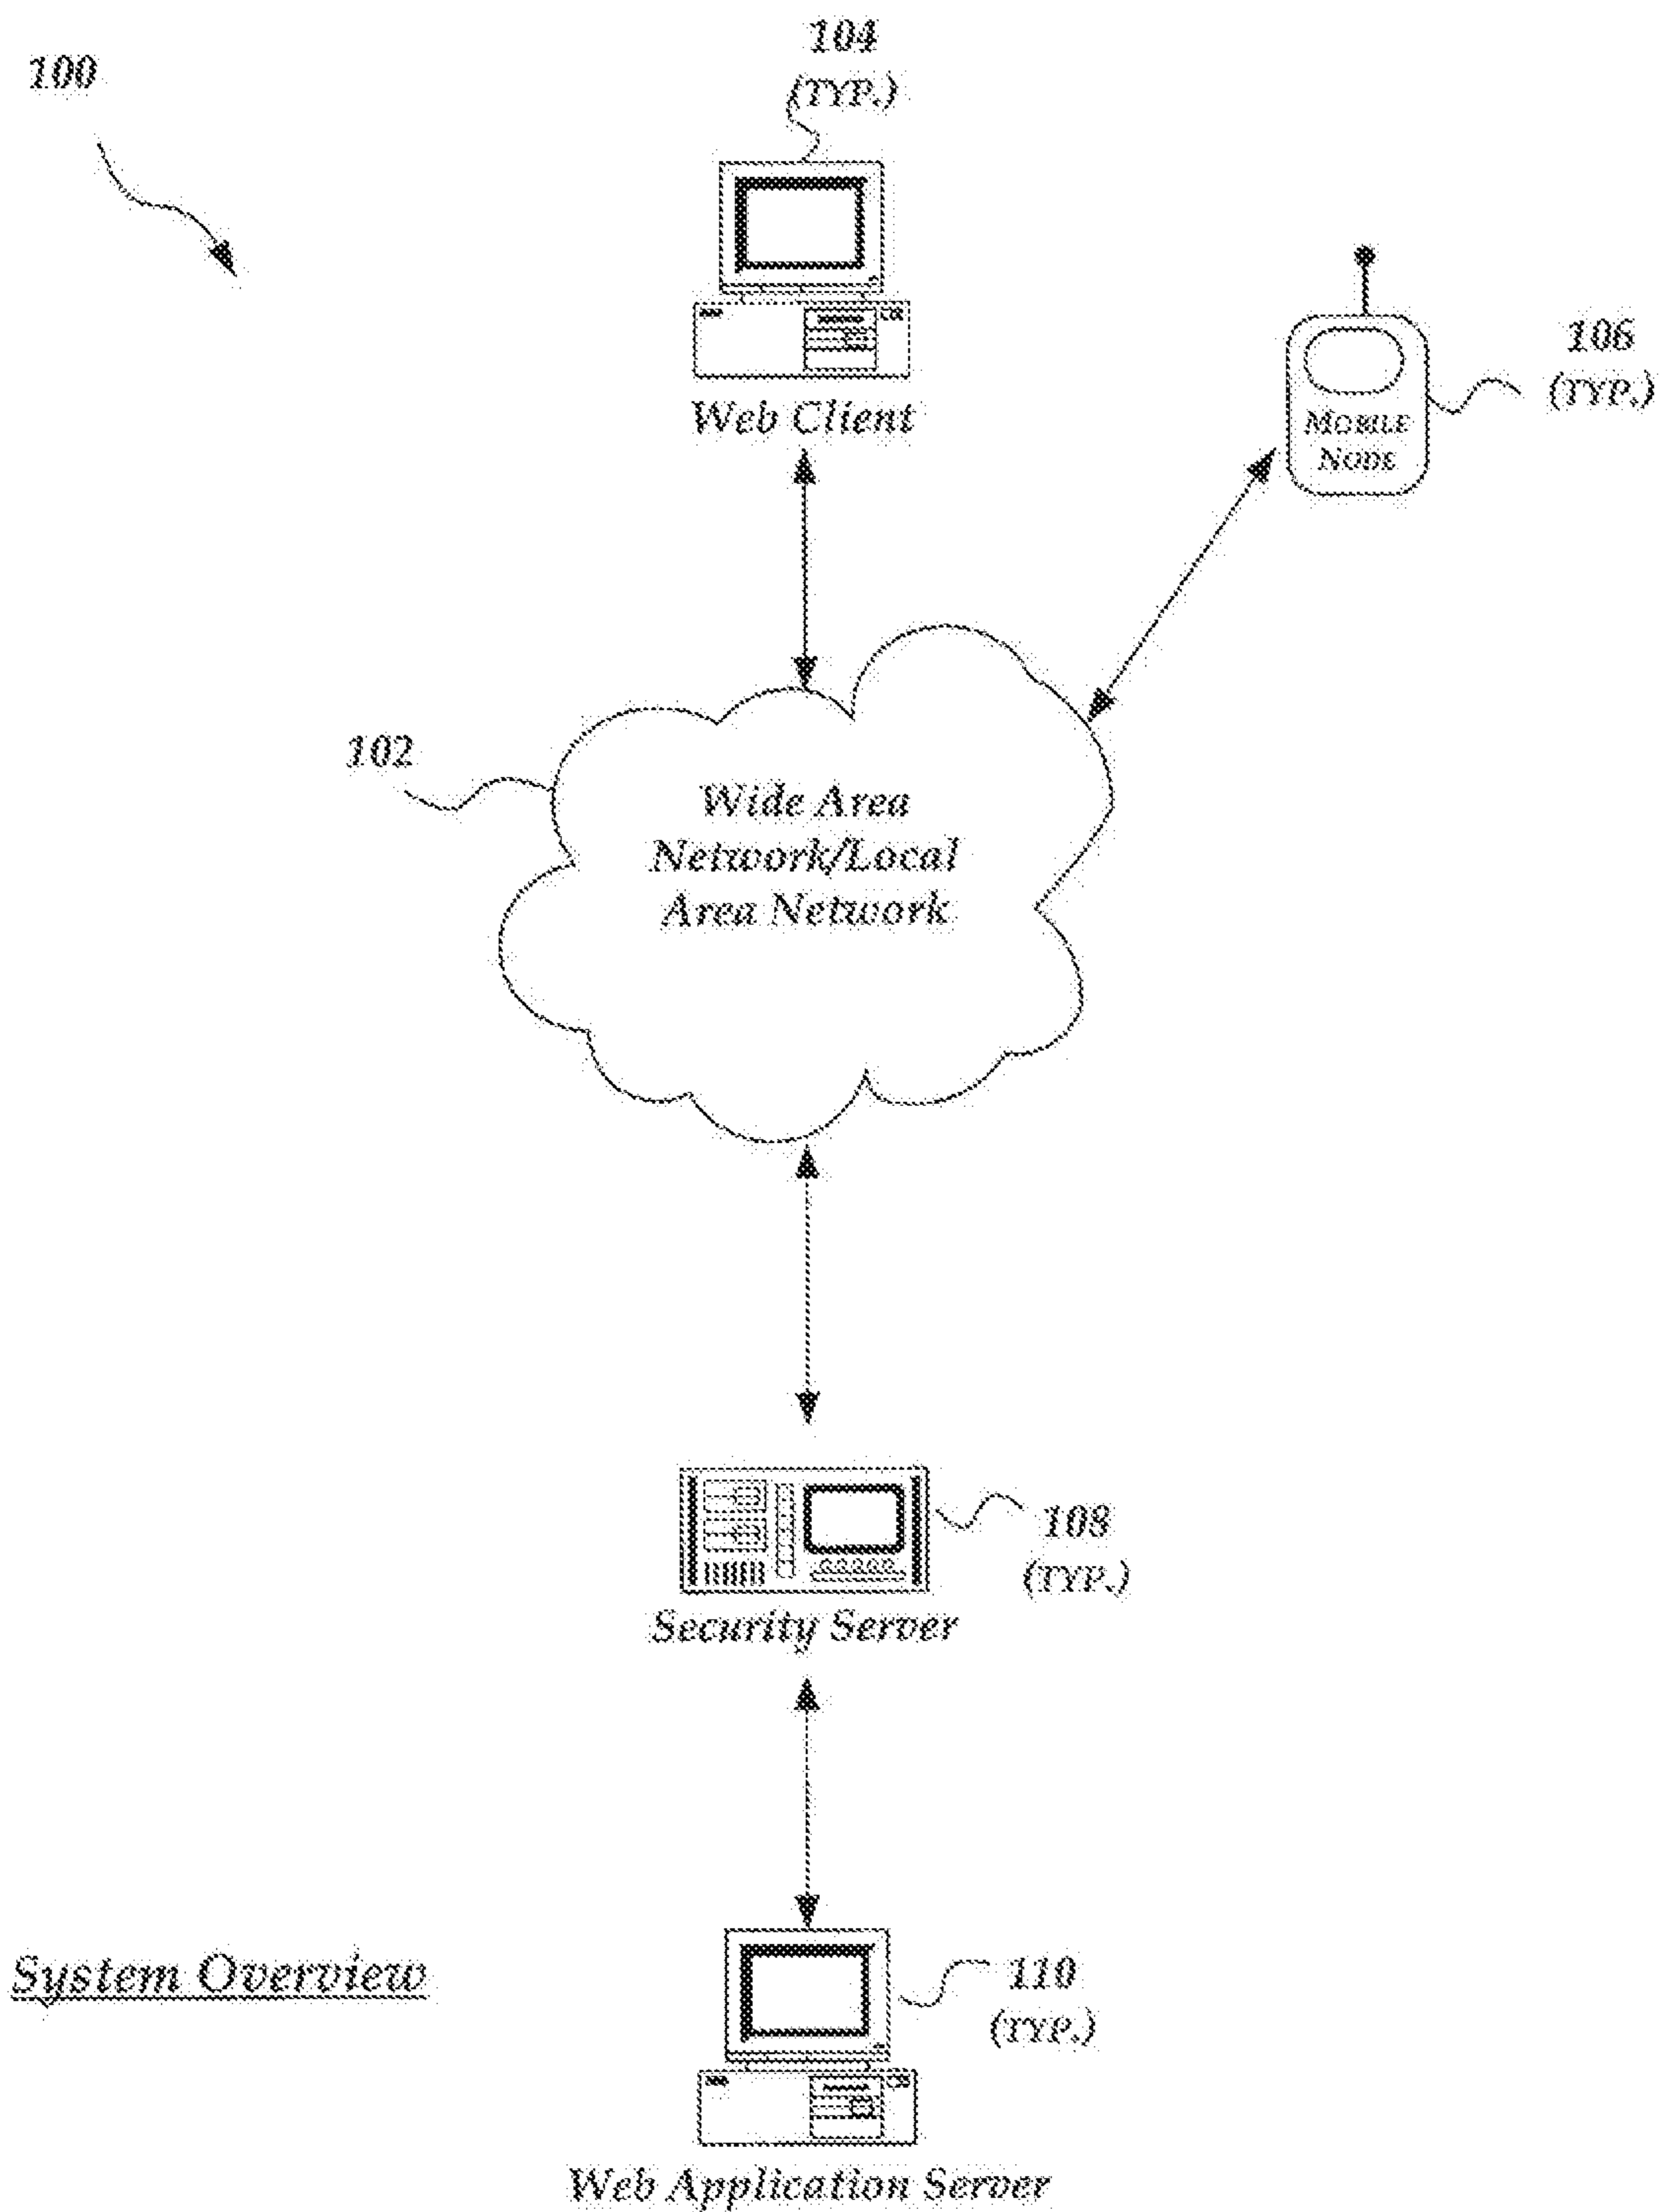 100
104
(TYP.)
Web Client
106
(TYP.)
MOBILE
NODE
102
Wide Area
Network/Local
Area Network
108
(TYP.)
Security Server
System Overview
110
(TYP.)
Web Application Server